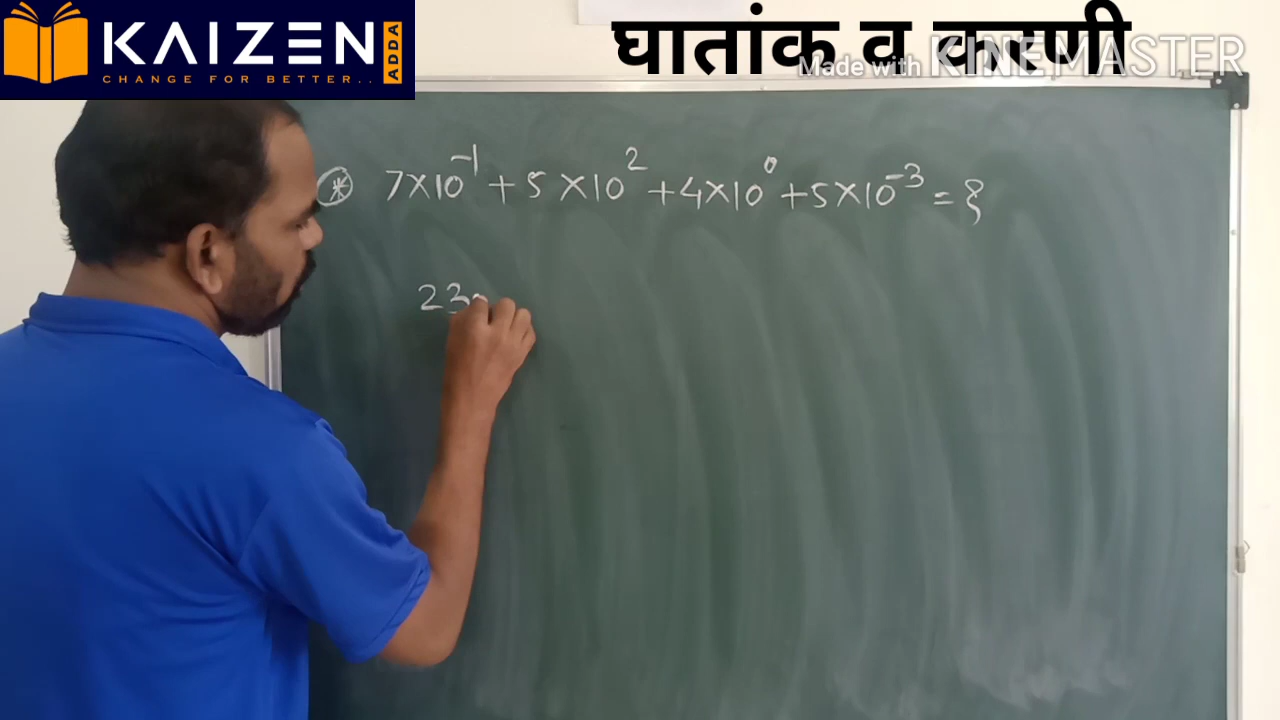 KAIZEN ADDA
CHANGE FOR BETTER..
घातांक व करणी
Made with KINEMASTER
7×10⁻¹ + 5×10² + 4×10⁰ + 5×10⁻³ =
23